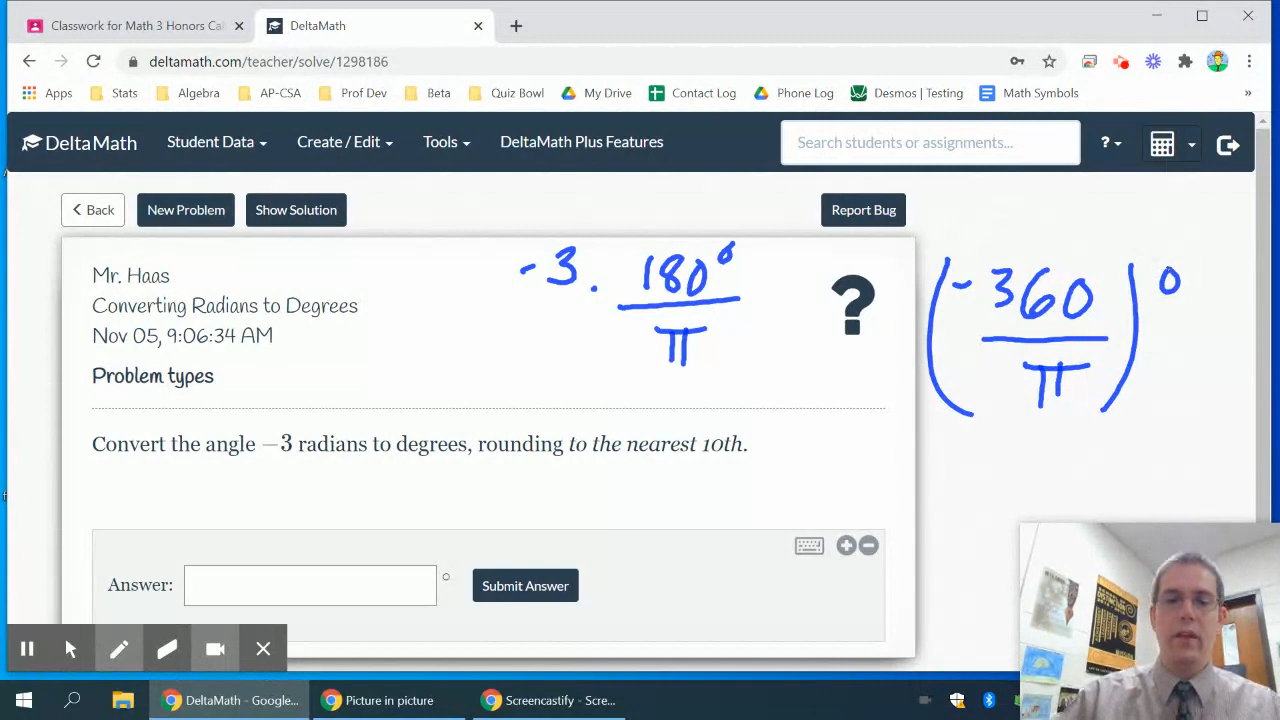 Classwork for Math 3 Honors Cal
DeltaMath
deltamath.com/teacher/solve/1298186
Apps Stats Algebra AP-CSA Prof Dev Beta Quiz Bowl My Drive Contact Log Phone Log Desmos | Testing Math Symbols »
DeltaMath Student Data Create / Edit Tools DeltaMath Plus Features Search students or assignments... ?
Back New Problem Show Solution Report Bug
-3 · 180° / π
(-360 / π)°
?
Mr. Haas
Converting Radians to Degrees
Nov 05, 9:06:34 AM
Problem types
Convert the angle −3 radians to degrees, rounding to the nearest 10th.
Answer: ° Submit Answer
DeltaMath - Google... Picture in picture Screencastify - Scre...